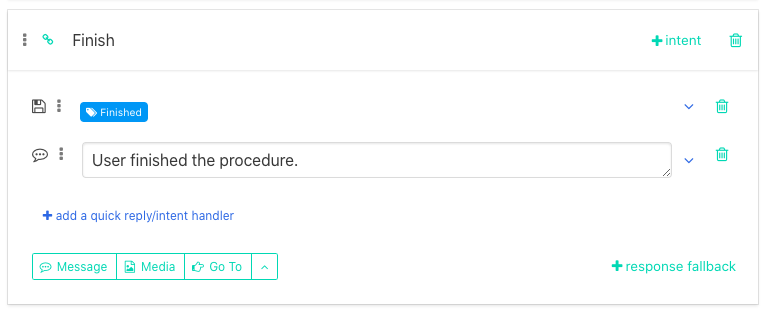 Finish
intent
Finished
User finished the procedure.
add a quick reply/intent handler
Message Media Go To
response fallback